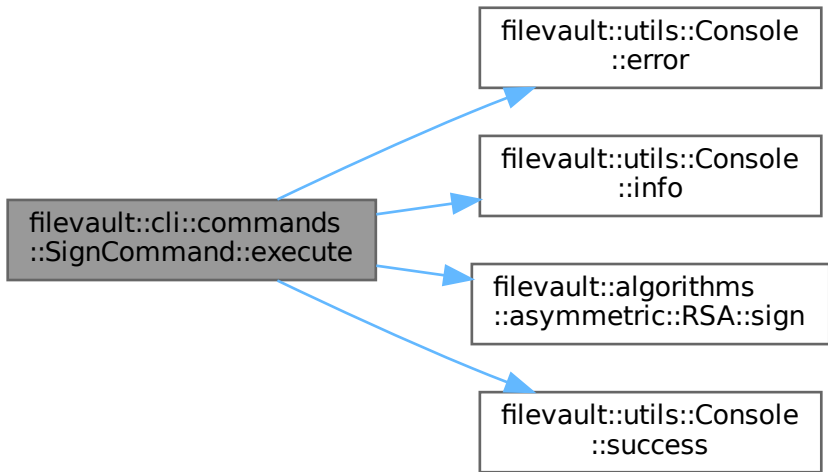 filevault::utils::Console
::error
filevault::utils::Console
::info
filevault::cli::commands
::SignCommand::execute
filevault::algorithms
::asymmetric::RSA::sign
filevault::utils::Console
::success